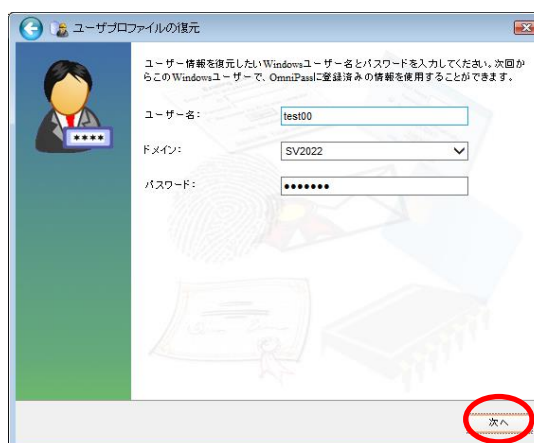 ユーザプロファイルの復元
ユーザー情報を復元したいWindowsユーザー名とパスワードを入力してください。次回か
らこのWindowsユーザーで、OmniPassに登録済みの情報を使用することができます。
ユーザー名：
test00
ドメイン：
SV2022
パスワード：
●●●●●●●
****
次へ